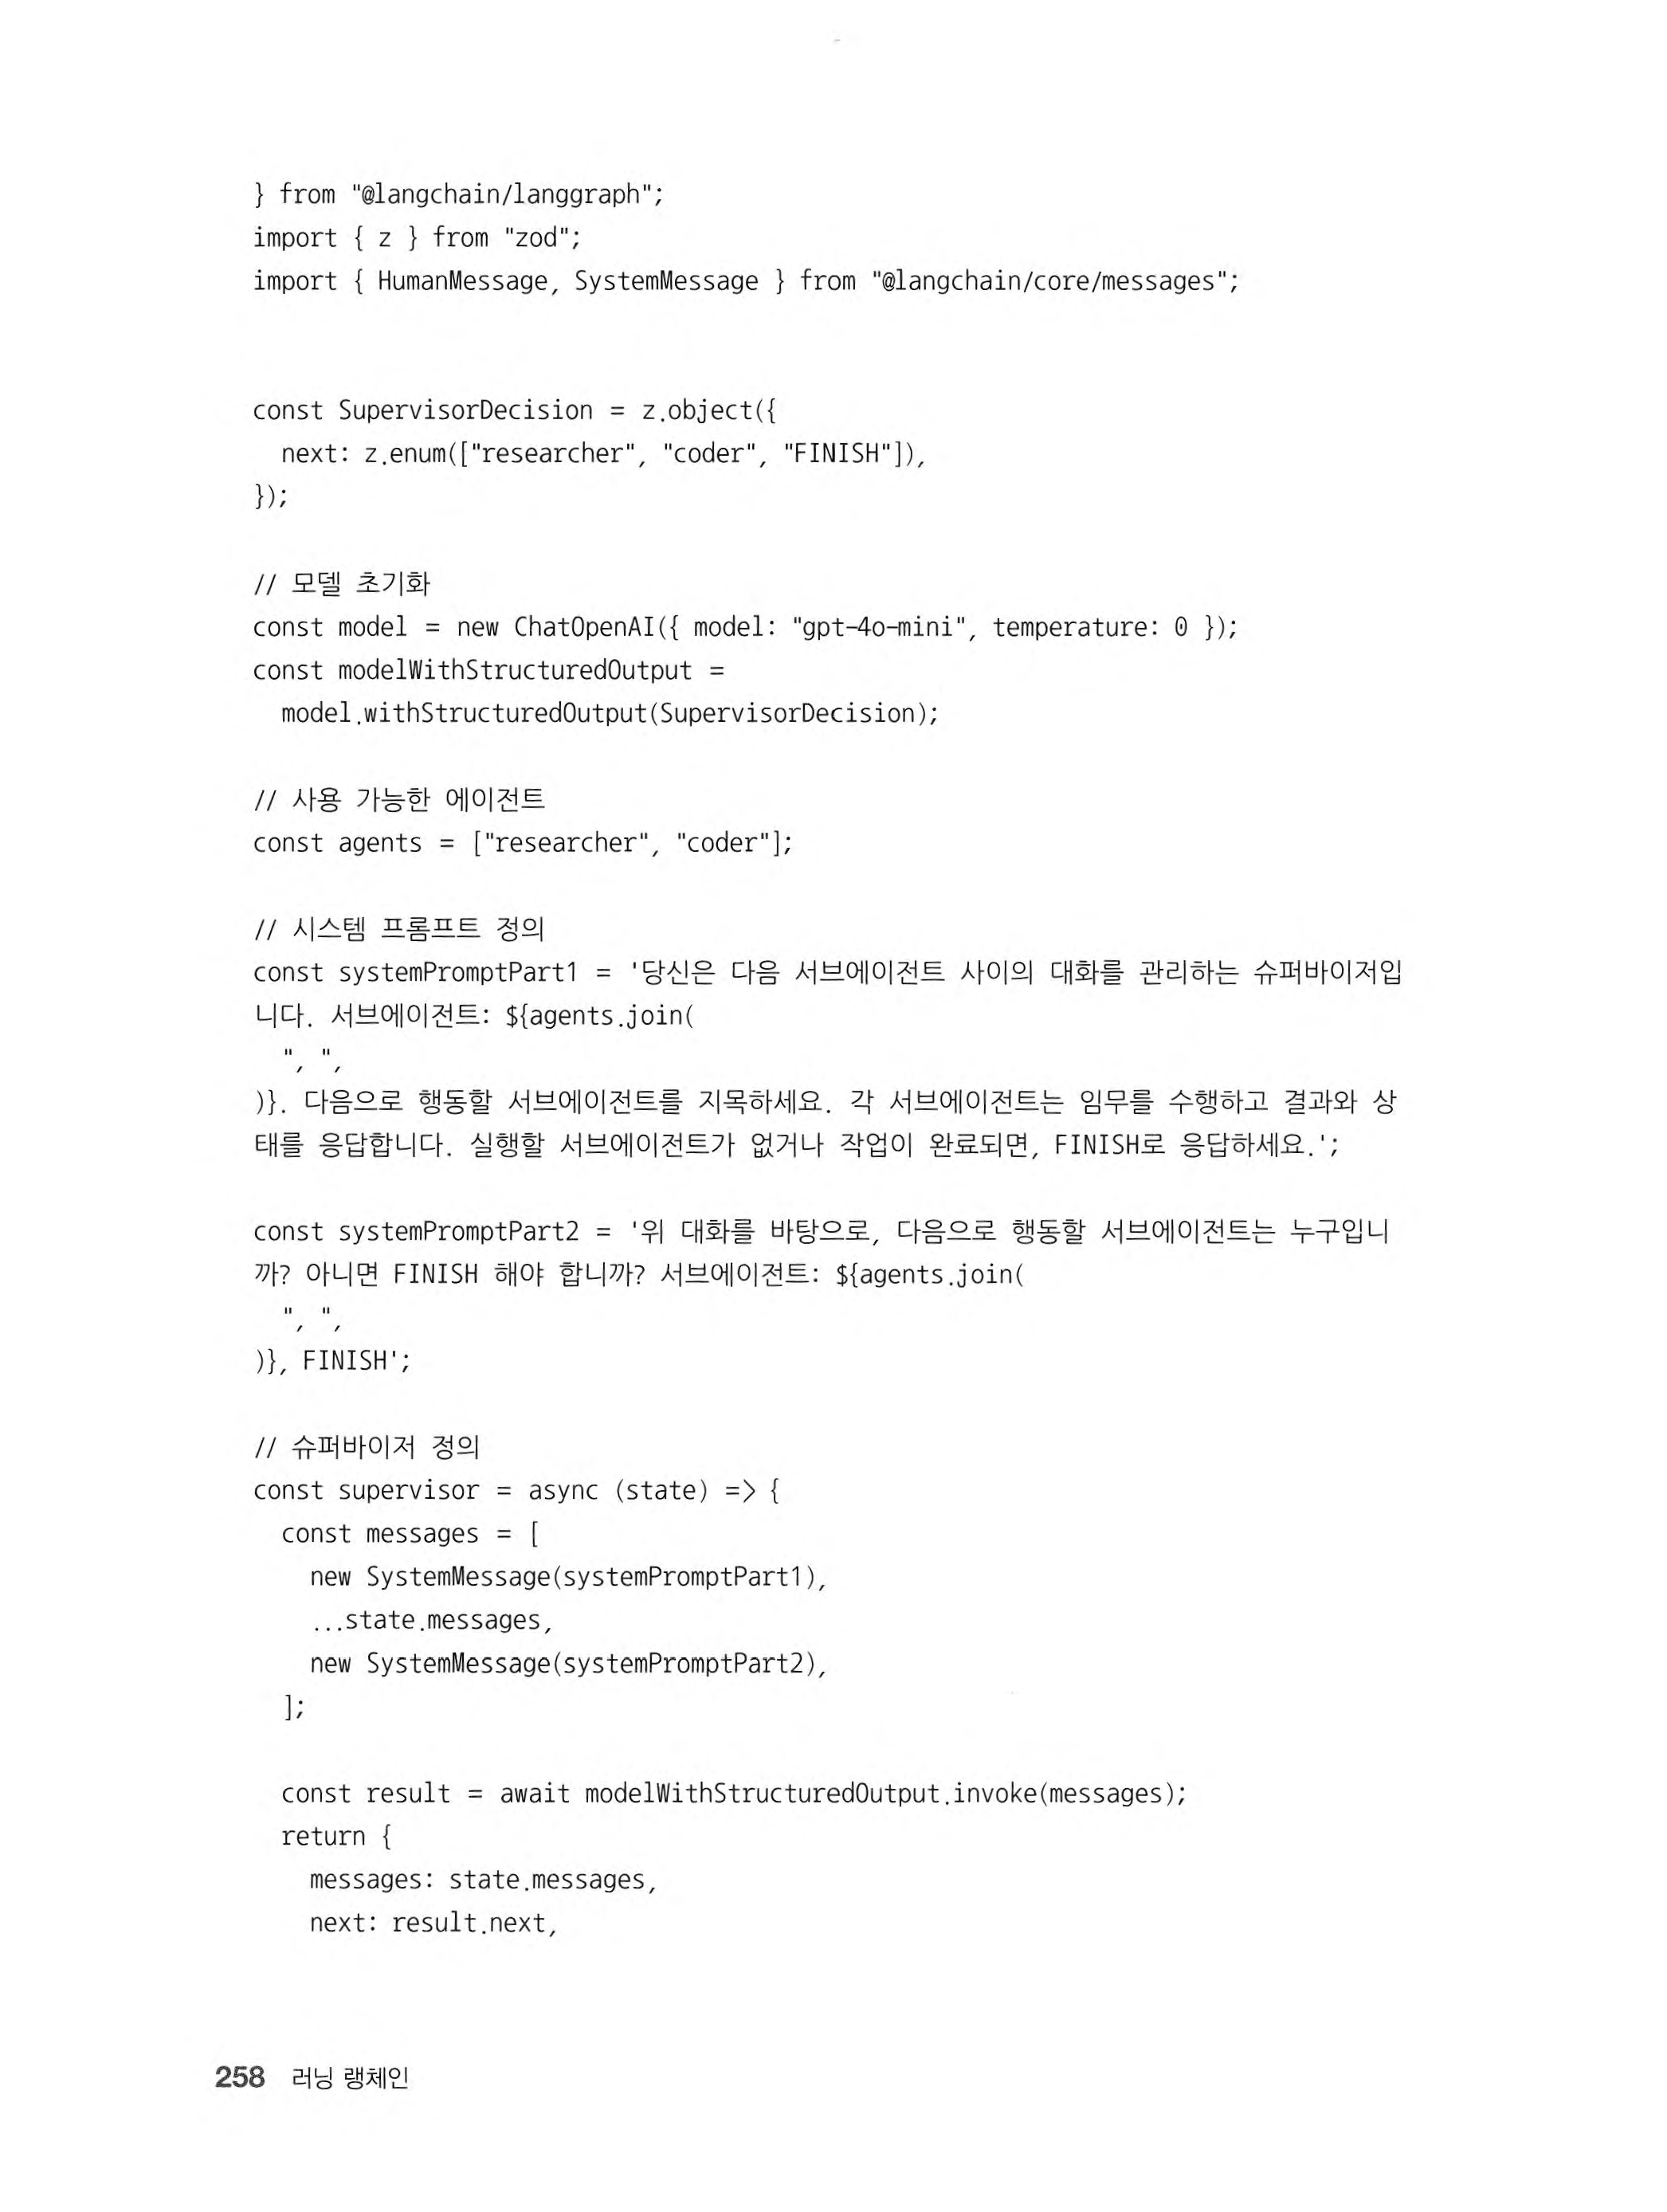 } from "@langchain/langgraph";
import { z } from "zod";
import { HumanMessage, SystemMessage } from "@langchain/core/messages";
const SupervisorDecision = z.object({
  next: z.enum(["researcher", "coder", "FINISH"]),
});
// 모델 초기화
const model = new ChatOpenAI({ model: "gpt-4o-mini", temperature: 0 });
const modelWithStructuredOutput =
  model.withStructuredOutput(SupervisorDecision);
// 사용 가능한 에이전트
const agents = ["researcher", "coder"];
// 시스템 프롬프트 정의
const systemPromptPart1 = '당신은 다음 서브에이전트 사이의 대화를 관리하는 슈퍼바이저입
니다. 서브에이전트: ${agents.join(
  ", ",
)}. 다음으로 행동할 서브에이전트를 지목하세요. 각 서브에이전트는 임무를 수행하고 결과와 상
태를 응답합니다. 실행할 서브에이전트가 없거나 작업이 완료되면, FINISH로 응답하세요.';
const systemPromptPart2 = '위 대화를 바탕으로, 다음으로 행동할 서브에이전트는 누구입니
까? 아니면 FINISH 해야 합니까? 서브에이전트: ${agents.join(
  ", ",
)}, FINISH';
// 슈퍼바이저 정의
const supervisor = async (state) => {
  const messages = [
    new SystemMessage(systemPromptPart1),
    ...state.messages,
    new SystemMessage(systemPromptPart2),
  ];
  const result = await modelWithStructuredOutput.invoke(messages);
  return {
    messages: state.messages,
    next: result.next,
258 러닝 랭체인